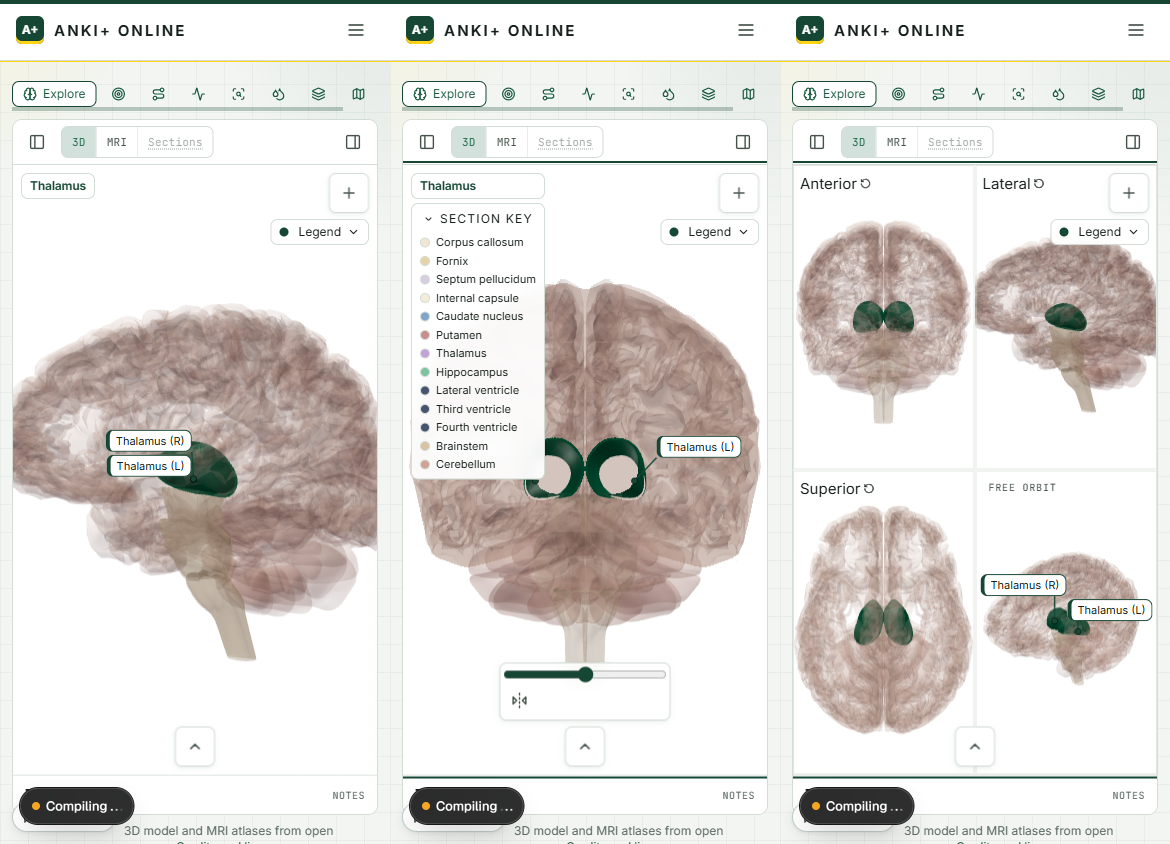 A+ ANKI+ ONLINE
Explore
3D MRI Sections
Thalamus
Legend
Thalamus (R)
Thalamus (L)
NOTES
Compiling ...
3D model and MRI atlases from open
A+ ANKI+ ONLINE
Explore
3D MRI Sections
Thalamus
SECTION KEY
Legend
Corpus callosum
Fornix
Septum pellucidum
Internal capsule
Caudate nucleus
Putamen
Thalamus
Hippocampus
Lateral ventricle
Third ventricle
Fourth ventricle
Brainstem
Cerebellum
Thalamus (L)
NOTES
Compiling ...
3D model and MRI atlases from open
A+ ANKI+ ONLINE
Explore
3D MRI Sections
Anterior
Lateral
Legend
Superior
FREE ORBIT
Thalamus (R)
Thalamus (L)
NOTES
Compiling ...
3D model and MRI atlases from open